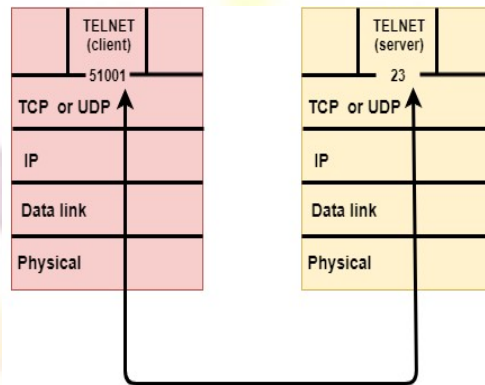 TELNET
(client)
51001
TCP or UDP
IP
Data link
Physical
TELNET
(server)
23
TCP or UDP
IP
Data link
Physical